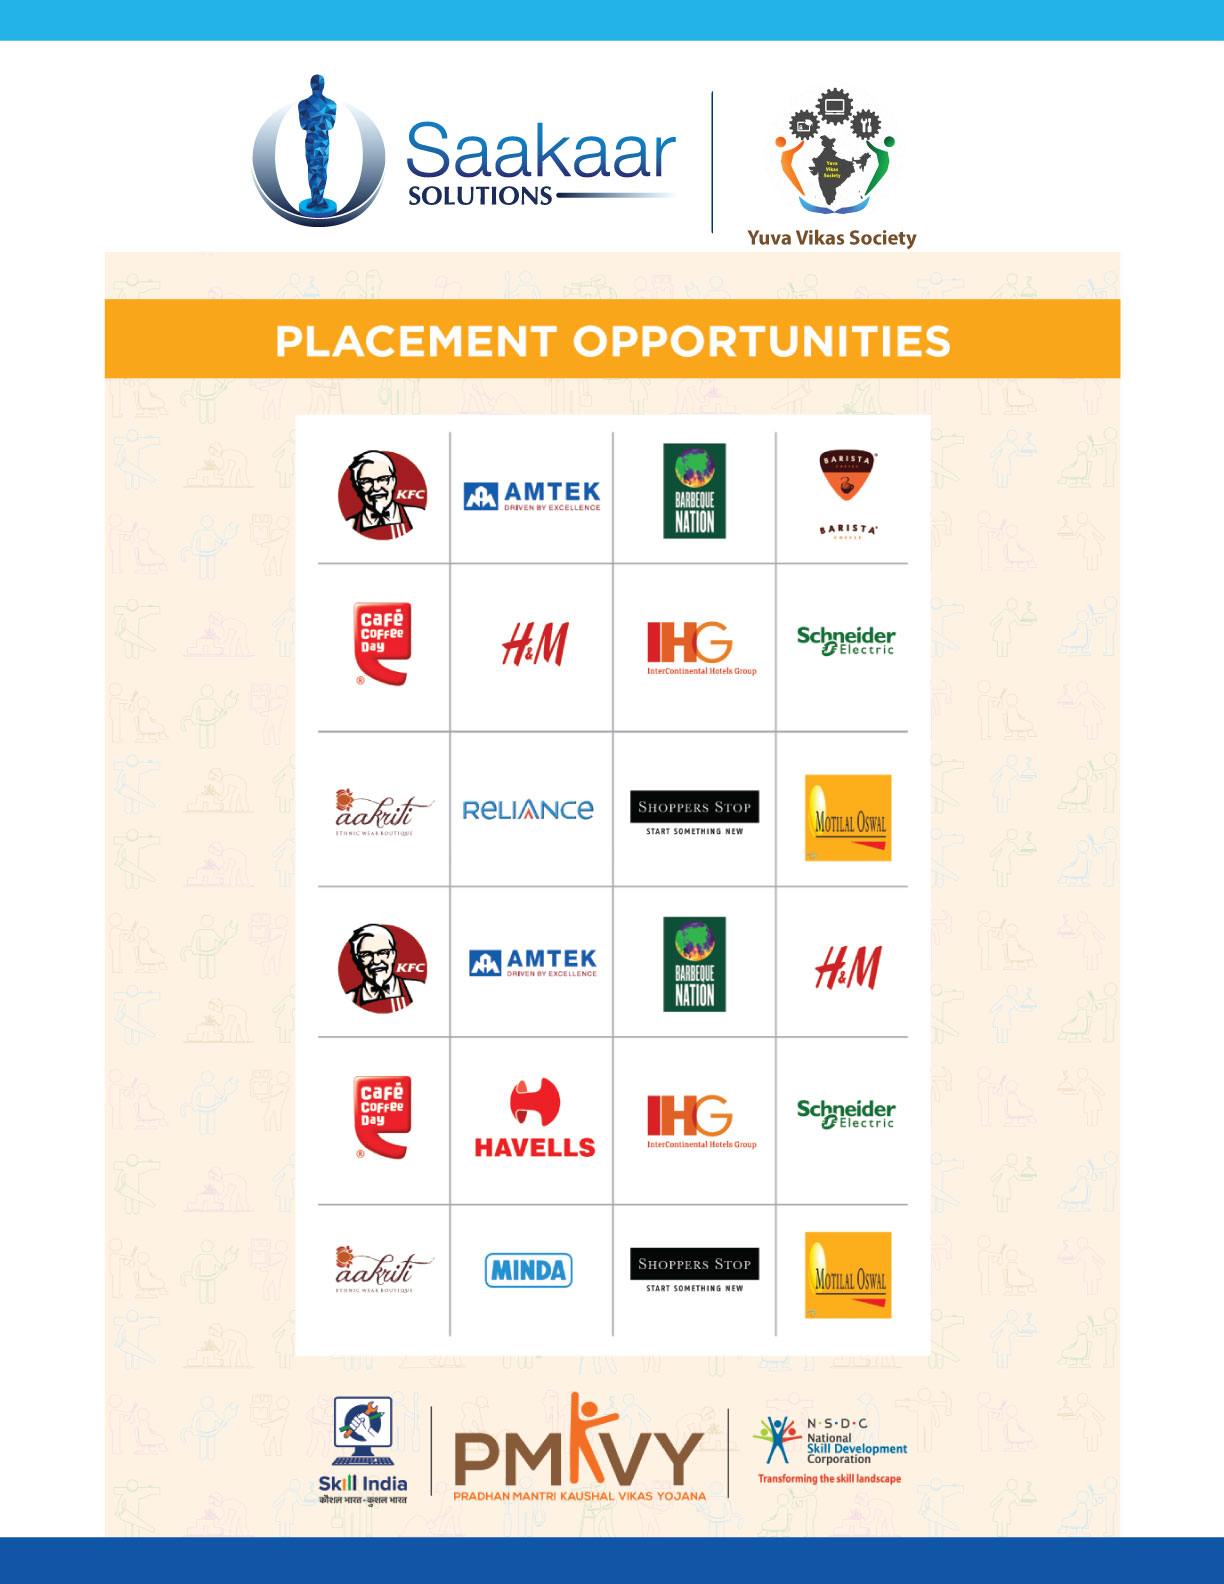 Saakaar
SOLUTIONS
Yuva
Vikas
Society
Yuva Vikas Society
PLACEMENT OPPORTUNITIES
KFC
AMTEK
DRIVEN BY EXCELLENCE
BARBEQUE
NATION
BARISTA
COFFEE
BARISTA
COFFEE
Café
Coffee
Day
®
H&M
IHG
InterContinental Hotels Group
Schneider
Electric
aakriti
ETHNIC WEAR BOUTIQUE
RELIANCE
SHOPPERS STOP
START SOMETHING NEW
MOTILAL OSWAL
KFC
AMTEK
DRIVEN BY EXCELLENCE
BARBEQUE
NATION
H&M
Café
Coffee
Day
®
HAVELLS
IHG
InterContinental Hotels Group
Schneider
Electric
aakriti
ETHNIC WEAR BOUTIQUE
MINDA
SHOPPERS STOP
START SOMETHING NEW
MOTILAL OSWAL
Skill India
कौशल भारत-कुशल भारत
PMKVY
PRADHAN MANTRI KAUSHAL VIKAS YOJANA
N·S·D·C
National
Skill Development
Corporation
Transforming the skill landscape